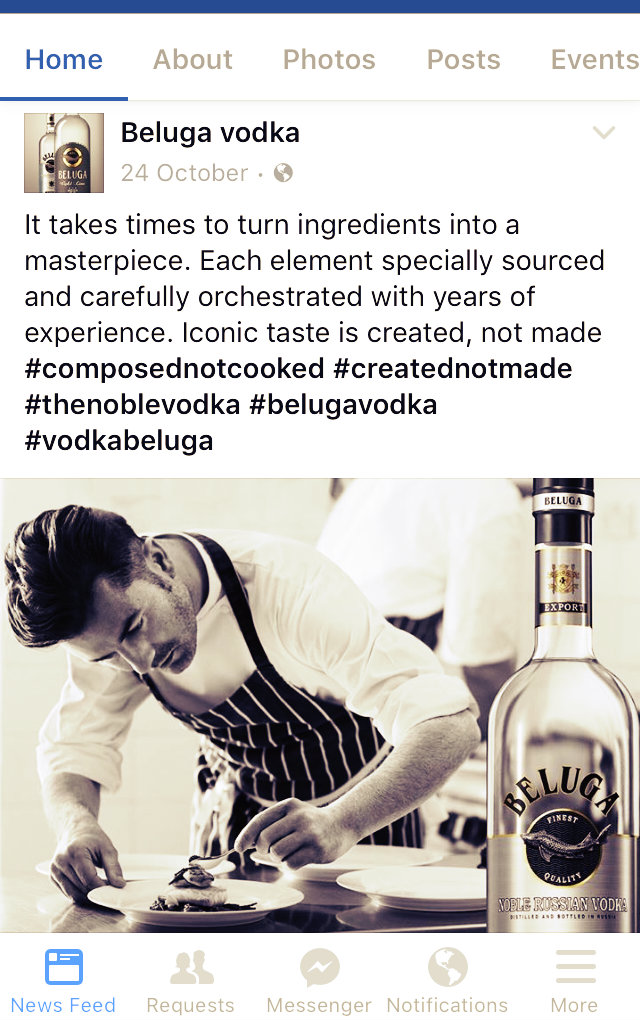 Home About Photos Posts Events
Beluga vodka
24 October ·
It takes times to turn ingredients into a
masterpiece. Each element specially sourced
and carefully orchestrated with years of
experience. Iconic taste is created, not made
#composednotcooked #creatednotmade
#thenoblevodka #belugavodka
#vodkabeluga
BELUGA
BELUGA
EXPORT
BELUGA
FINEST
QUALITY
NOBLE RUSSIAN VODKA
DISTILLED AND BOTTLED IN RUSSIA
News Feed Requests Messenger Notifications More